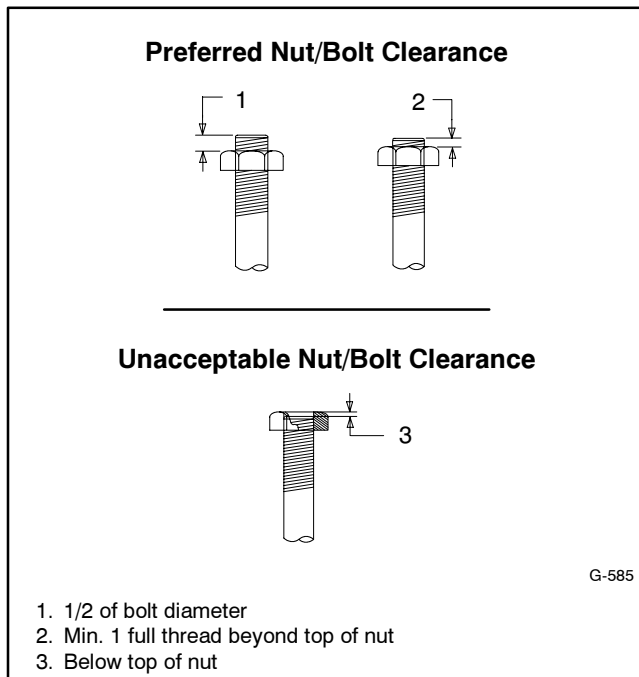 Preferred Nut/Bolt Clearance
1
2
Unacceptable Nut/Bolt Clearance
3
G-585
1. 1/2 of bolt diameter
2. Min. 1 full thread beyond top of nut
3. Below top of nut